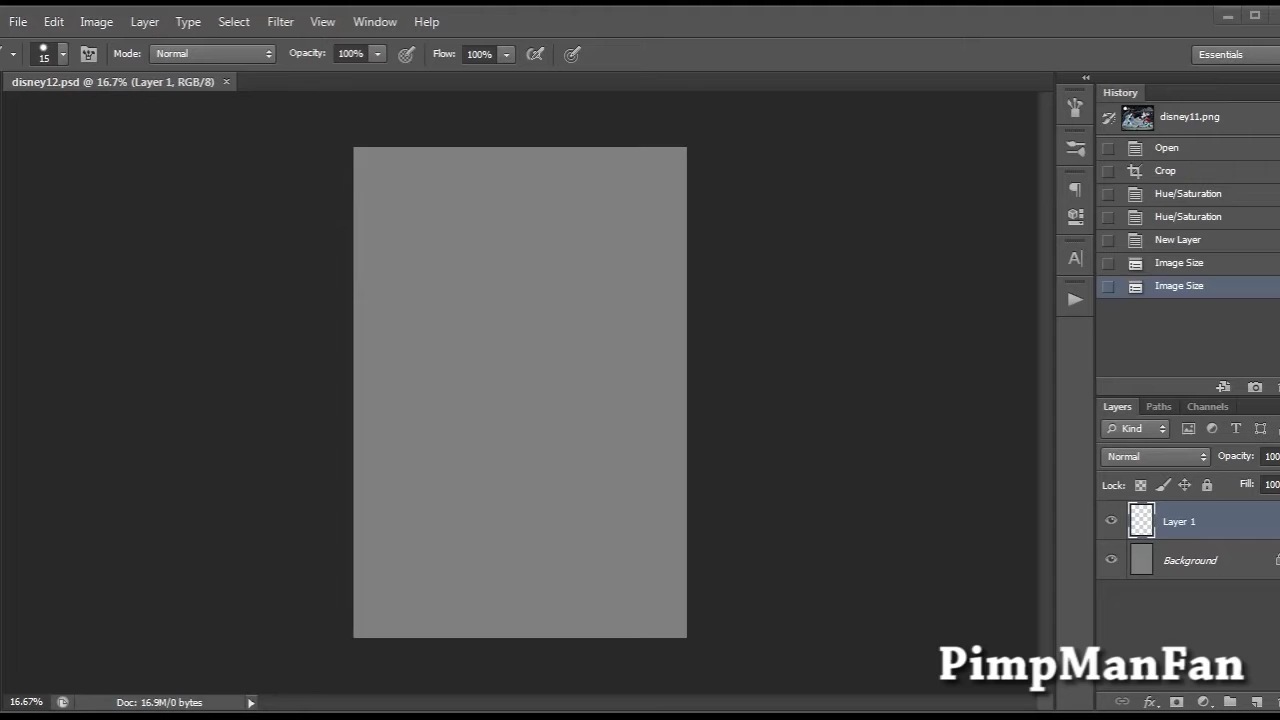 File Edit Image Layer Type Select Filter View Window Help
15 Mode: Normal Opacity: 100% Flow: 100% Essentials
disney12.psd @ 16.7% (Layer 1, RGB/8) ×
History
disney11.png
Open
Crop
Hue/Saturation
Hue/Saturation
New Layer
Image Size
Image Size
Layers Paths Channels
Kind
Normal Opacity: 100
Lock: Fill: 100
Layer 1
Background
PimpManFan
16.67% Doc: 16.9M/0 bytes